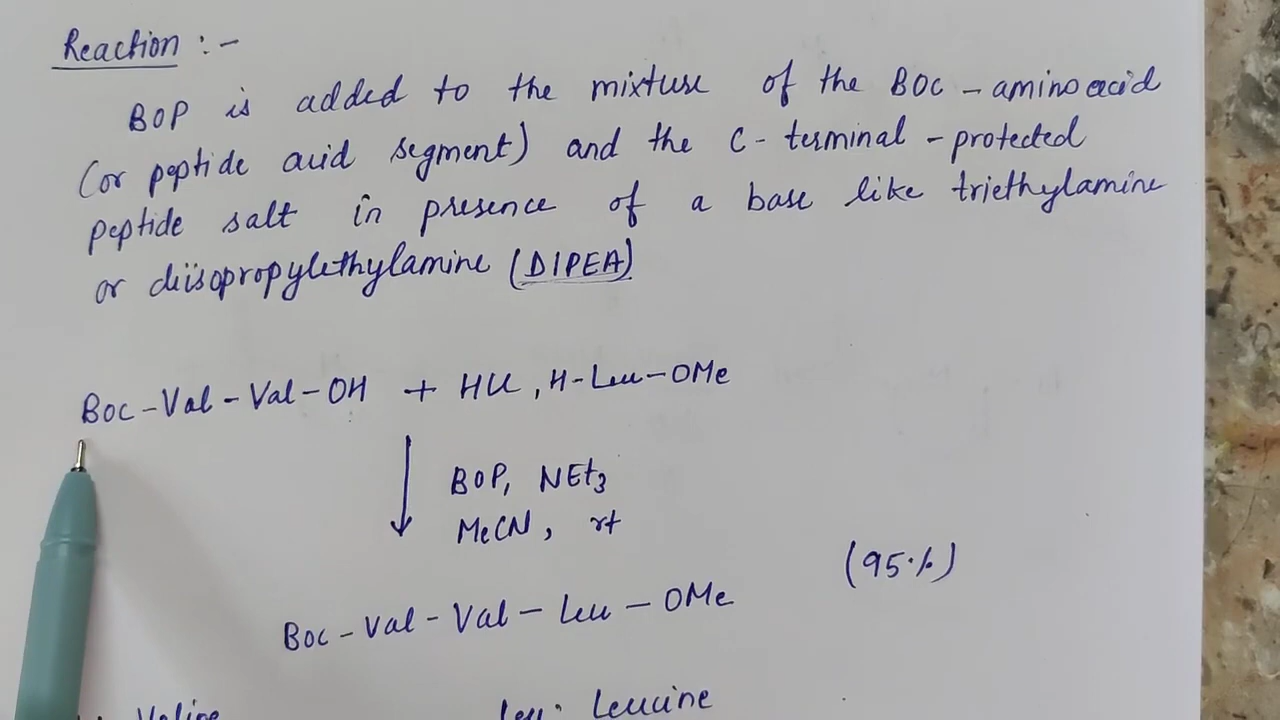 Reaction :-
BOP is added to the mixture of the BOC - amino acid
(or peptide acid segment) and the C - terminal - protected
peptide salt in presence of a base like triethylamine
or diisopropylethylamine (DIPEA)
Boc - Val - Val - OH + HCl, H - Leu - OMe
BOP, NEt3
MeCN, rt
(95%)
Boc - Val - Val - Leu - OMe
Valine Leu: Leucine